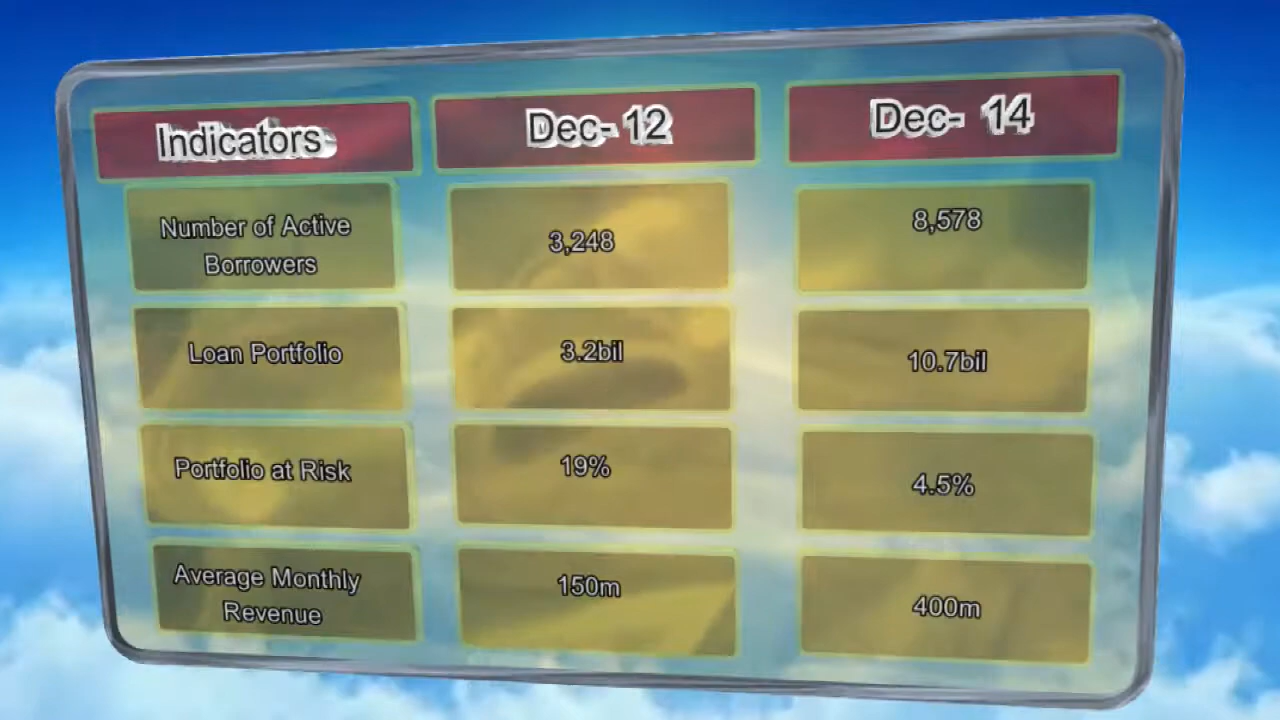 Indicators Dec- 12 Dec- 14
Number of Active
Borrowers
3,248
8,578
Loan Portfolio
3.2bil
10.7bil
Portfolio at Risk
19%
4.5%
Average Monthly
Revenue
150m
400m